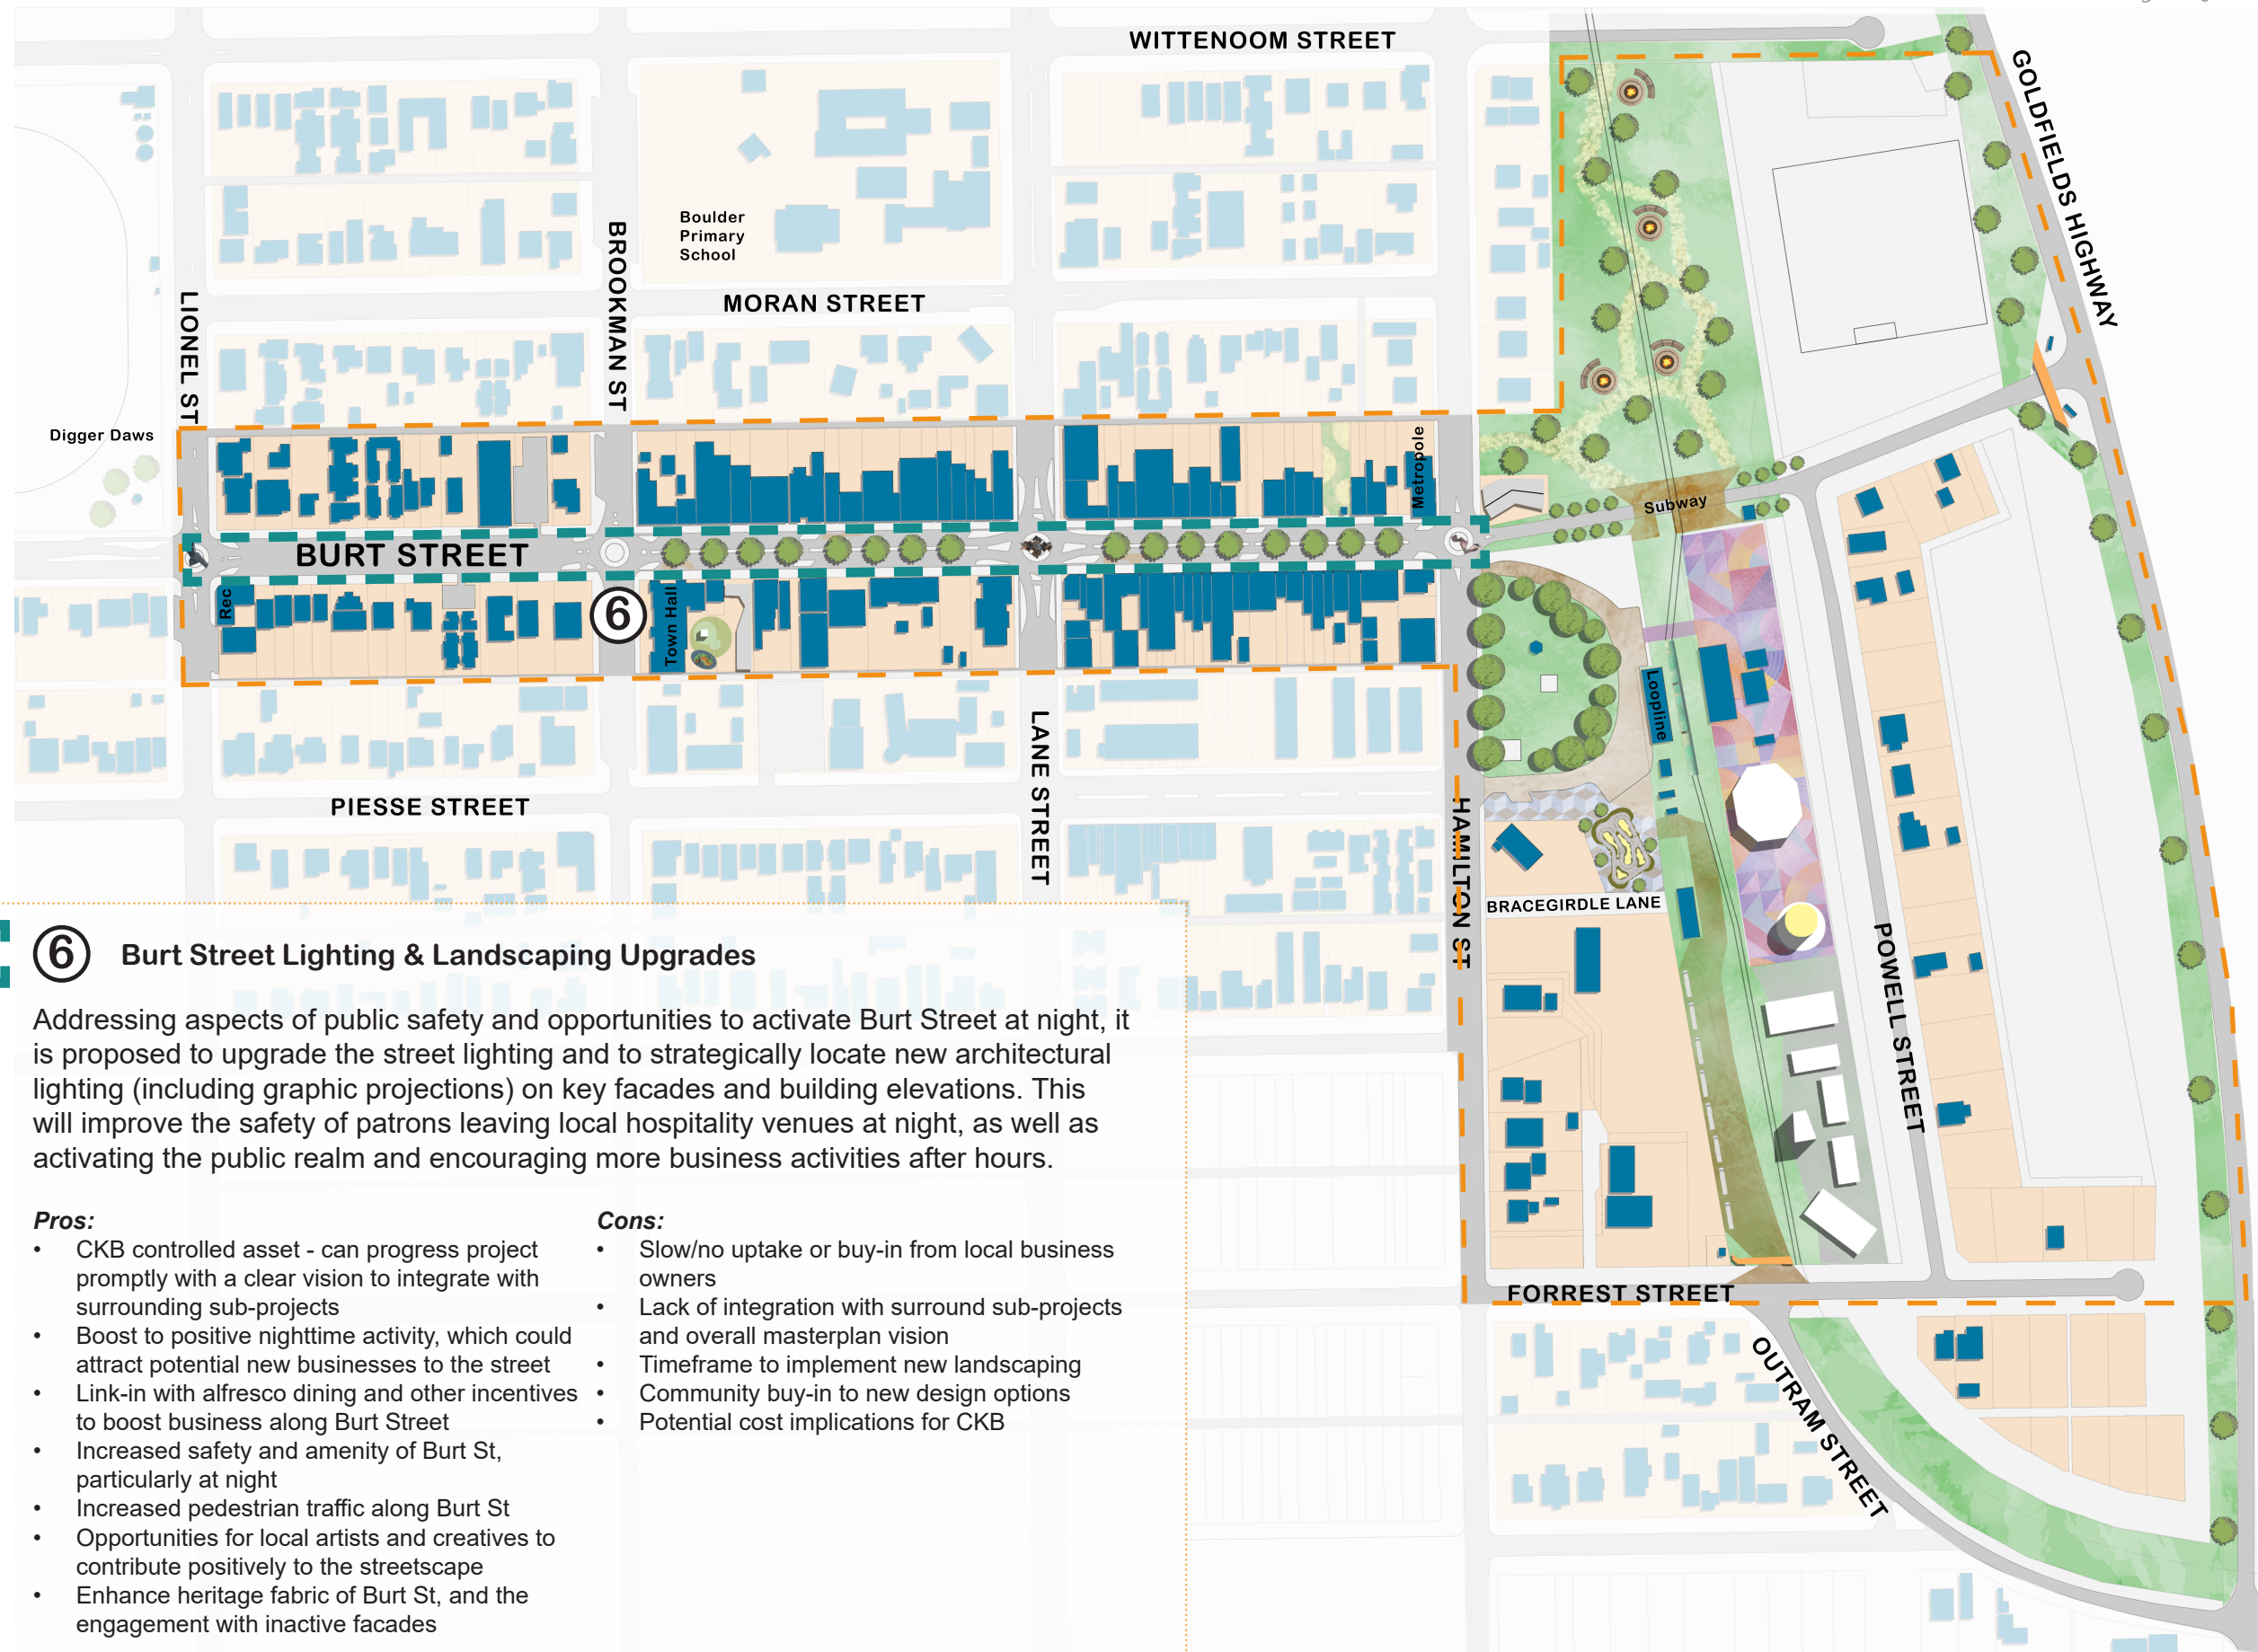 WITTENOOM STREET
GOLDFIELDS HIGHWAY
Boulder
Primary
School
BROOKMAN ST
LIONEL ST
MORAN STREET
Digger Daws
Metropole
Subway
BURT STREET
Rec
6
Town Hall
Loopline
LANE STREET
PIESSE STREET
HAMILTON ST
BRACEGIRDLE LANE
POWELL STREET
FORREST STREET
OUTRAM STREET
6 Burt Street Lighting & Landscaping Upgrades
Addressing aspects of public safety and opportunities to activate Burt Street at night, it
is proposed to upgrade the street lighting and to strategically locate new architectural
lighting (including graphic projections) on key facades and building elevations. This
will improve the safety of patrons leaving local hospitality venues at night, as well as
activating the public realm and encouraging more business activities after hours.
Pros:
• CKB controlled asset - can progress project
promptly with a clear vision to integrate with
surrounding sub-projects
• Boost to positive nighttime activity, which could
attract potential new businesses to the street
• Link-in with alfresco dining and other incentives
to boost business along Burt Street
• Increased safety and amenity of Burt St,
particularly at night
• Increased pedestrian traffic along Burt St
• Opportunities for local artists and creatives to
contribute positively to the streetscape
• Enhance heritage fabric of Burt St, and the
engagement with inactive facades
Cons:
• Slow/no uptake or buy-in from local business
owners
• Lack of integration with surround sub-projects
and overall masterplan vision
• Timeframe to implement new landscaping
• Community buy-in to new design options
• Potential cost implications for CKB